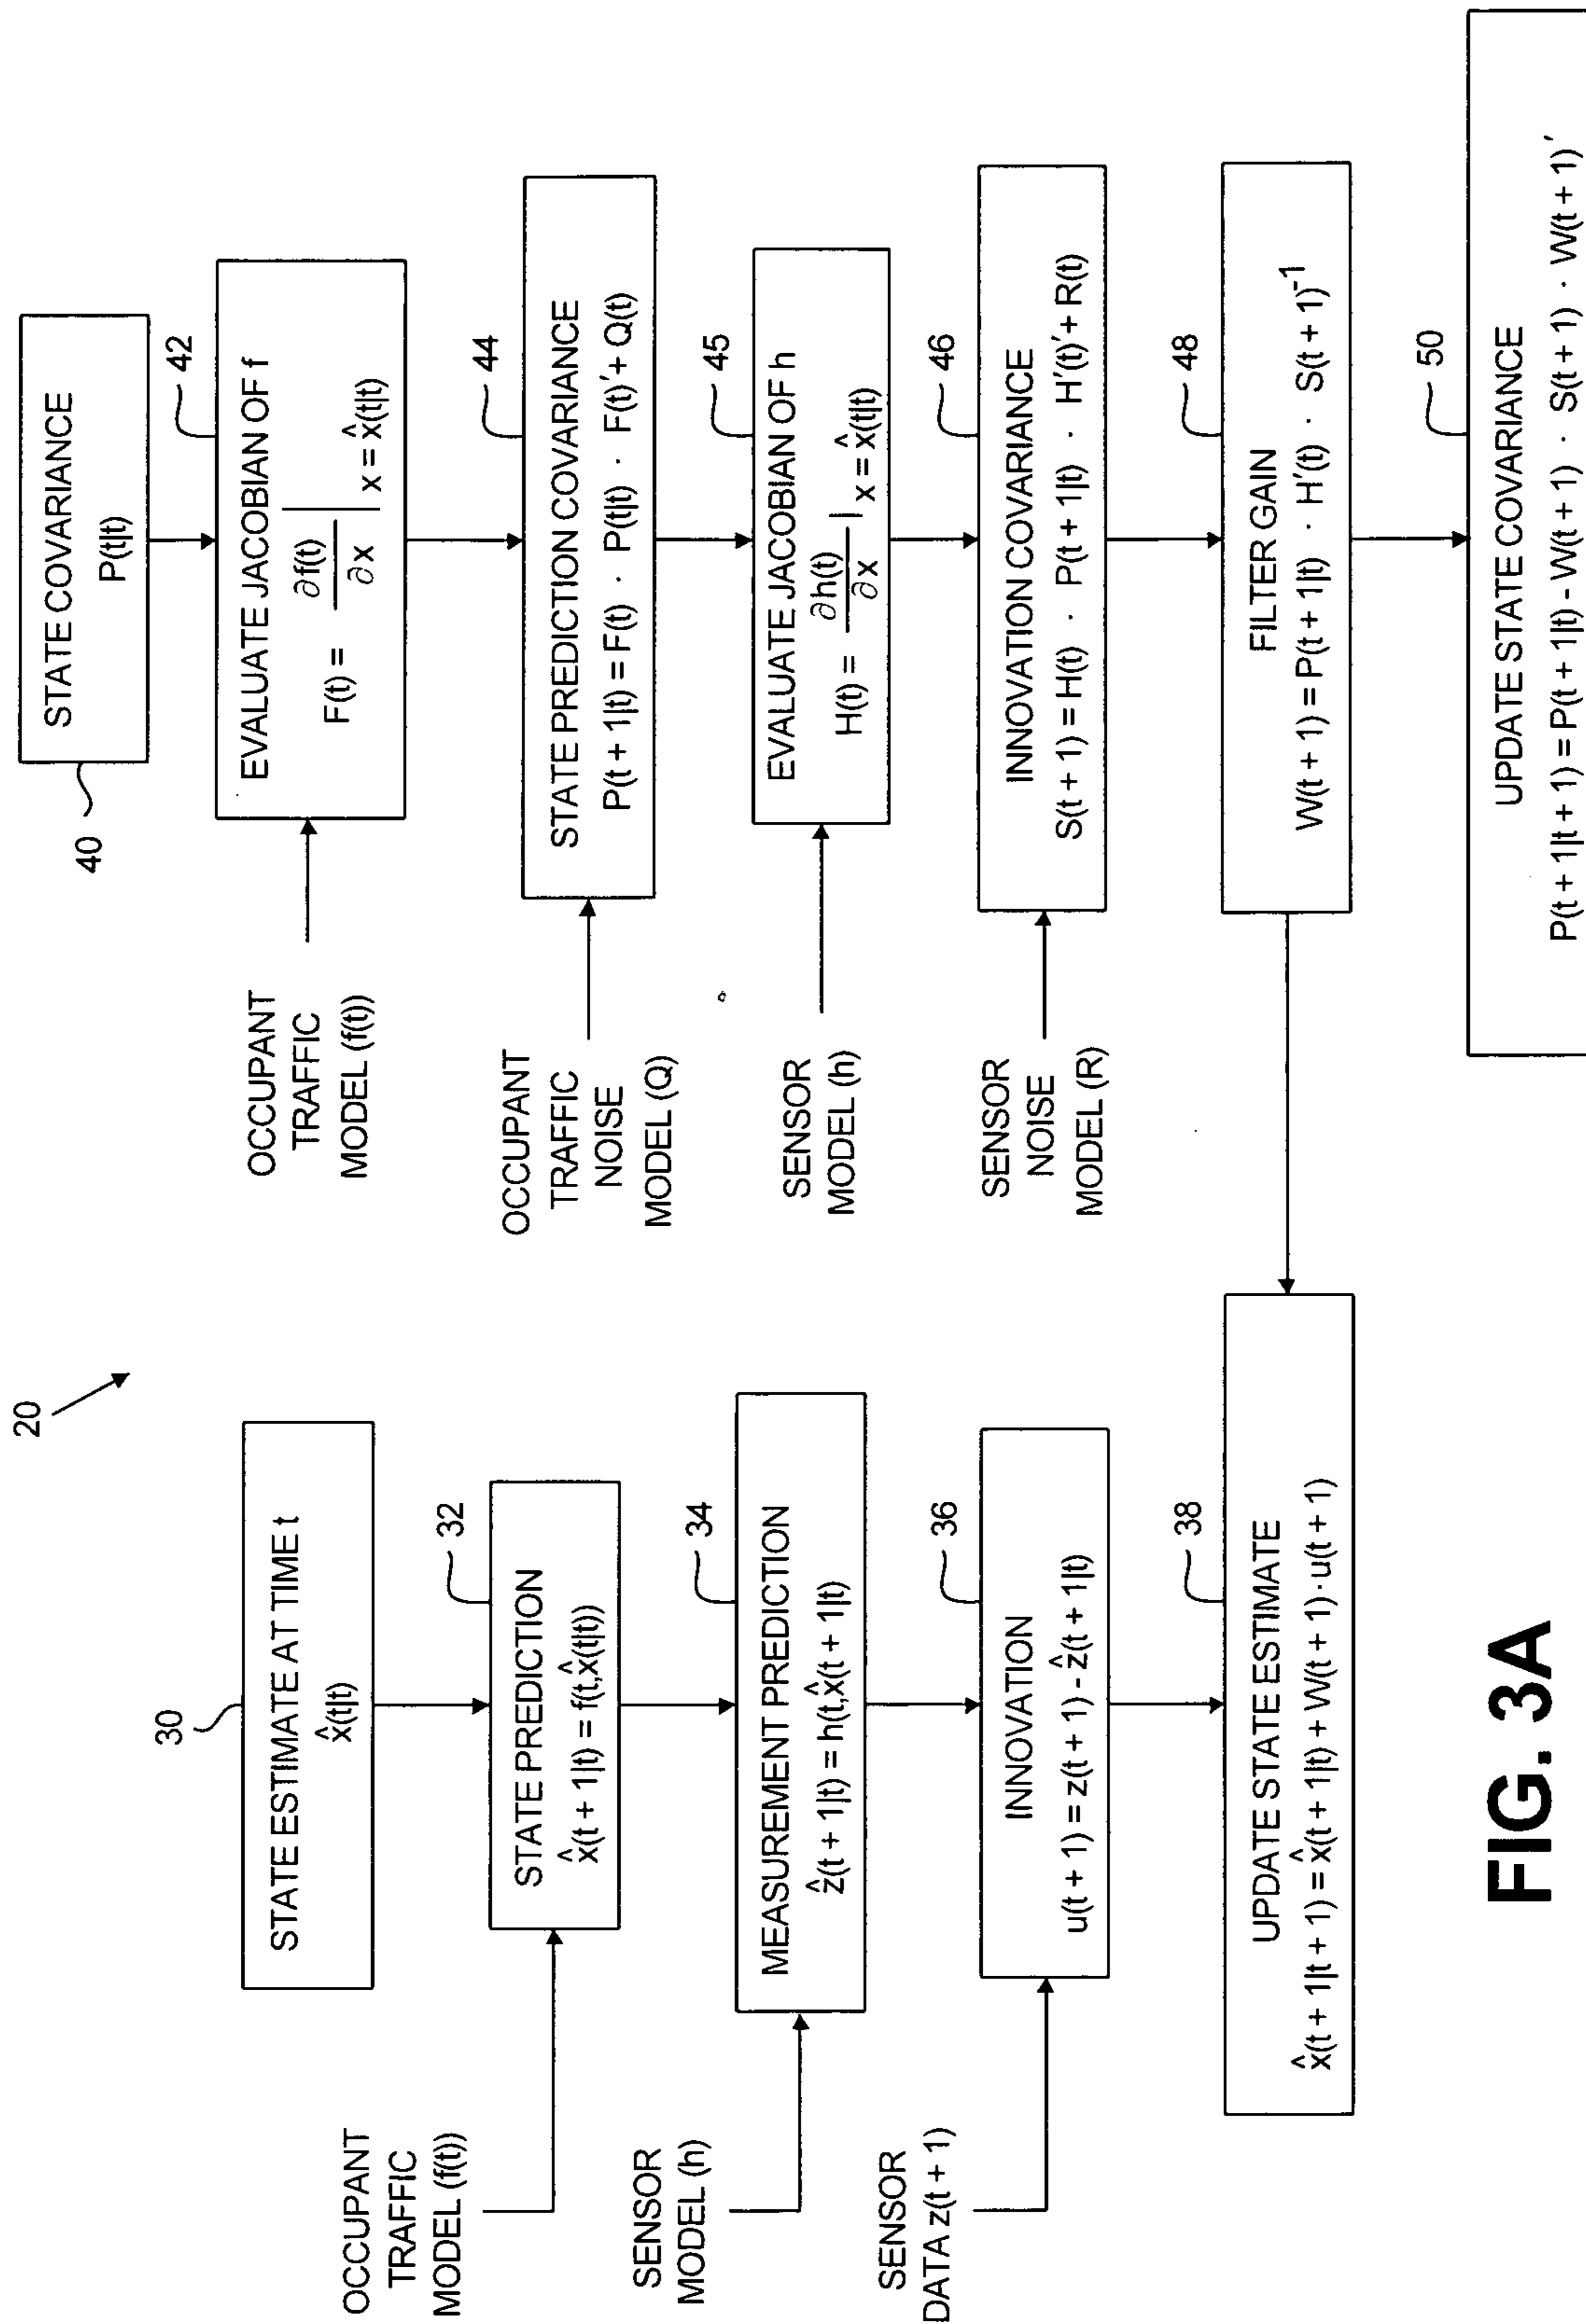 20
30
STATE ESTIMATE AT TIME t
x̂(t|t)
OCCUPANT
TRAFFIC
MODEL (f(t))
32
STATE PREDICTION
x̂(t + 1|t) = f(t,x̂(t|t))
SENSOR
MODEL (h)
34
MEASUREMENT PREDICTION
ẑ(t + 1|t) = h(t,x̂(t + 1|t)
SENSOR
DATA z(t + 1)
36
INNOVATION
u(t + 1) = z(t + 1) - ẑ(t + 1|t)
38
UPDATE STATE ESTIMATE
x̂(t + 1|t + 1) = x̂(t + 1|t) + W(t + 1) · u(t + 1)
40
STATE COVARIANCE
P(t|t)
OCCUPANT
TRAFFIC
MODEL (f(t))
42
EVALUATE JACOBIAN OF f
F(t) = ∂f(t)/∂x | x = x̂(t|t)
OCCUPANT
TRAFFIC
NOISE
MODEL (Q)
44
STATE PREDICTION COVARIANCE
P(t + 1|t) = F(t) · P(t|t) · F(t)′+ Q(t)
SENSOR
MODEL (h)
45
EVALUATE JACOBIAN OF h
H(t) = ∂h(t)/∂x | x = x̂(t|t)
SENSOR
NOISE
MODEL (R)
46
INNOVATION COVARIANCE
S(t + 1) = H(t) · P(t + 1|t) · H′(t)′+ R(t)
48
FILTER GAIN
W(t + 1) = P(t + 1|t) · H′(t) · S(t + 1)⁻¹
50
UPDATE STATE COVARIANCE
P(t + 1|t + 1) = P(t + 1|t) - W(t + 1) · S(t + 1) · W(t + 1)′
FIG. 3A